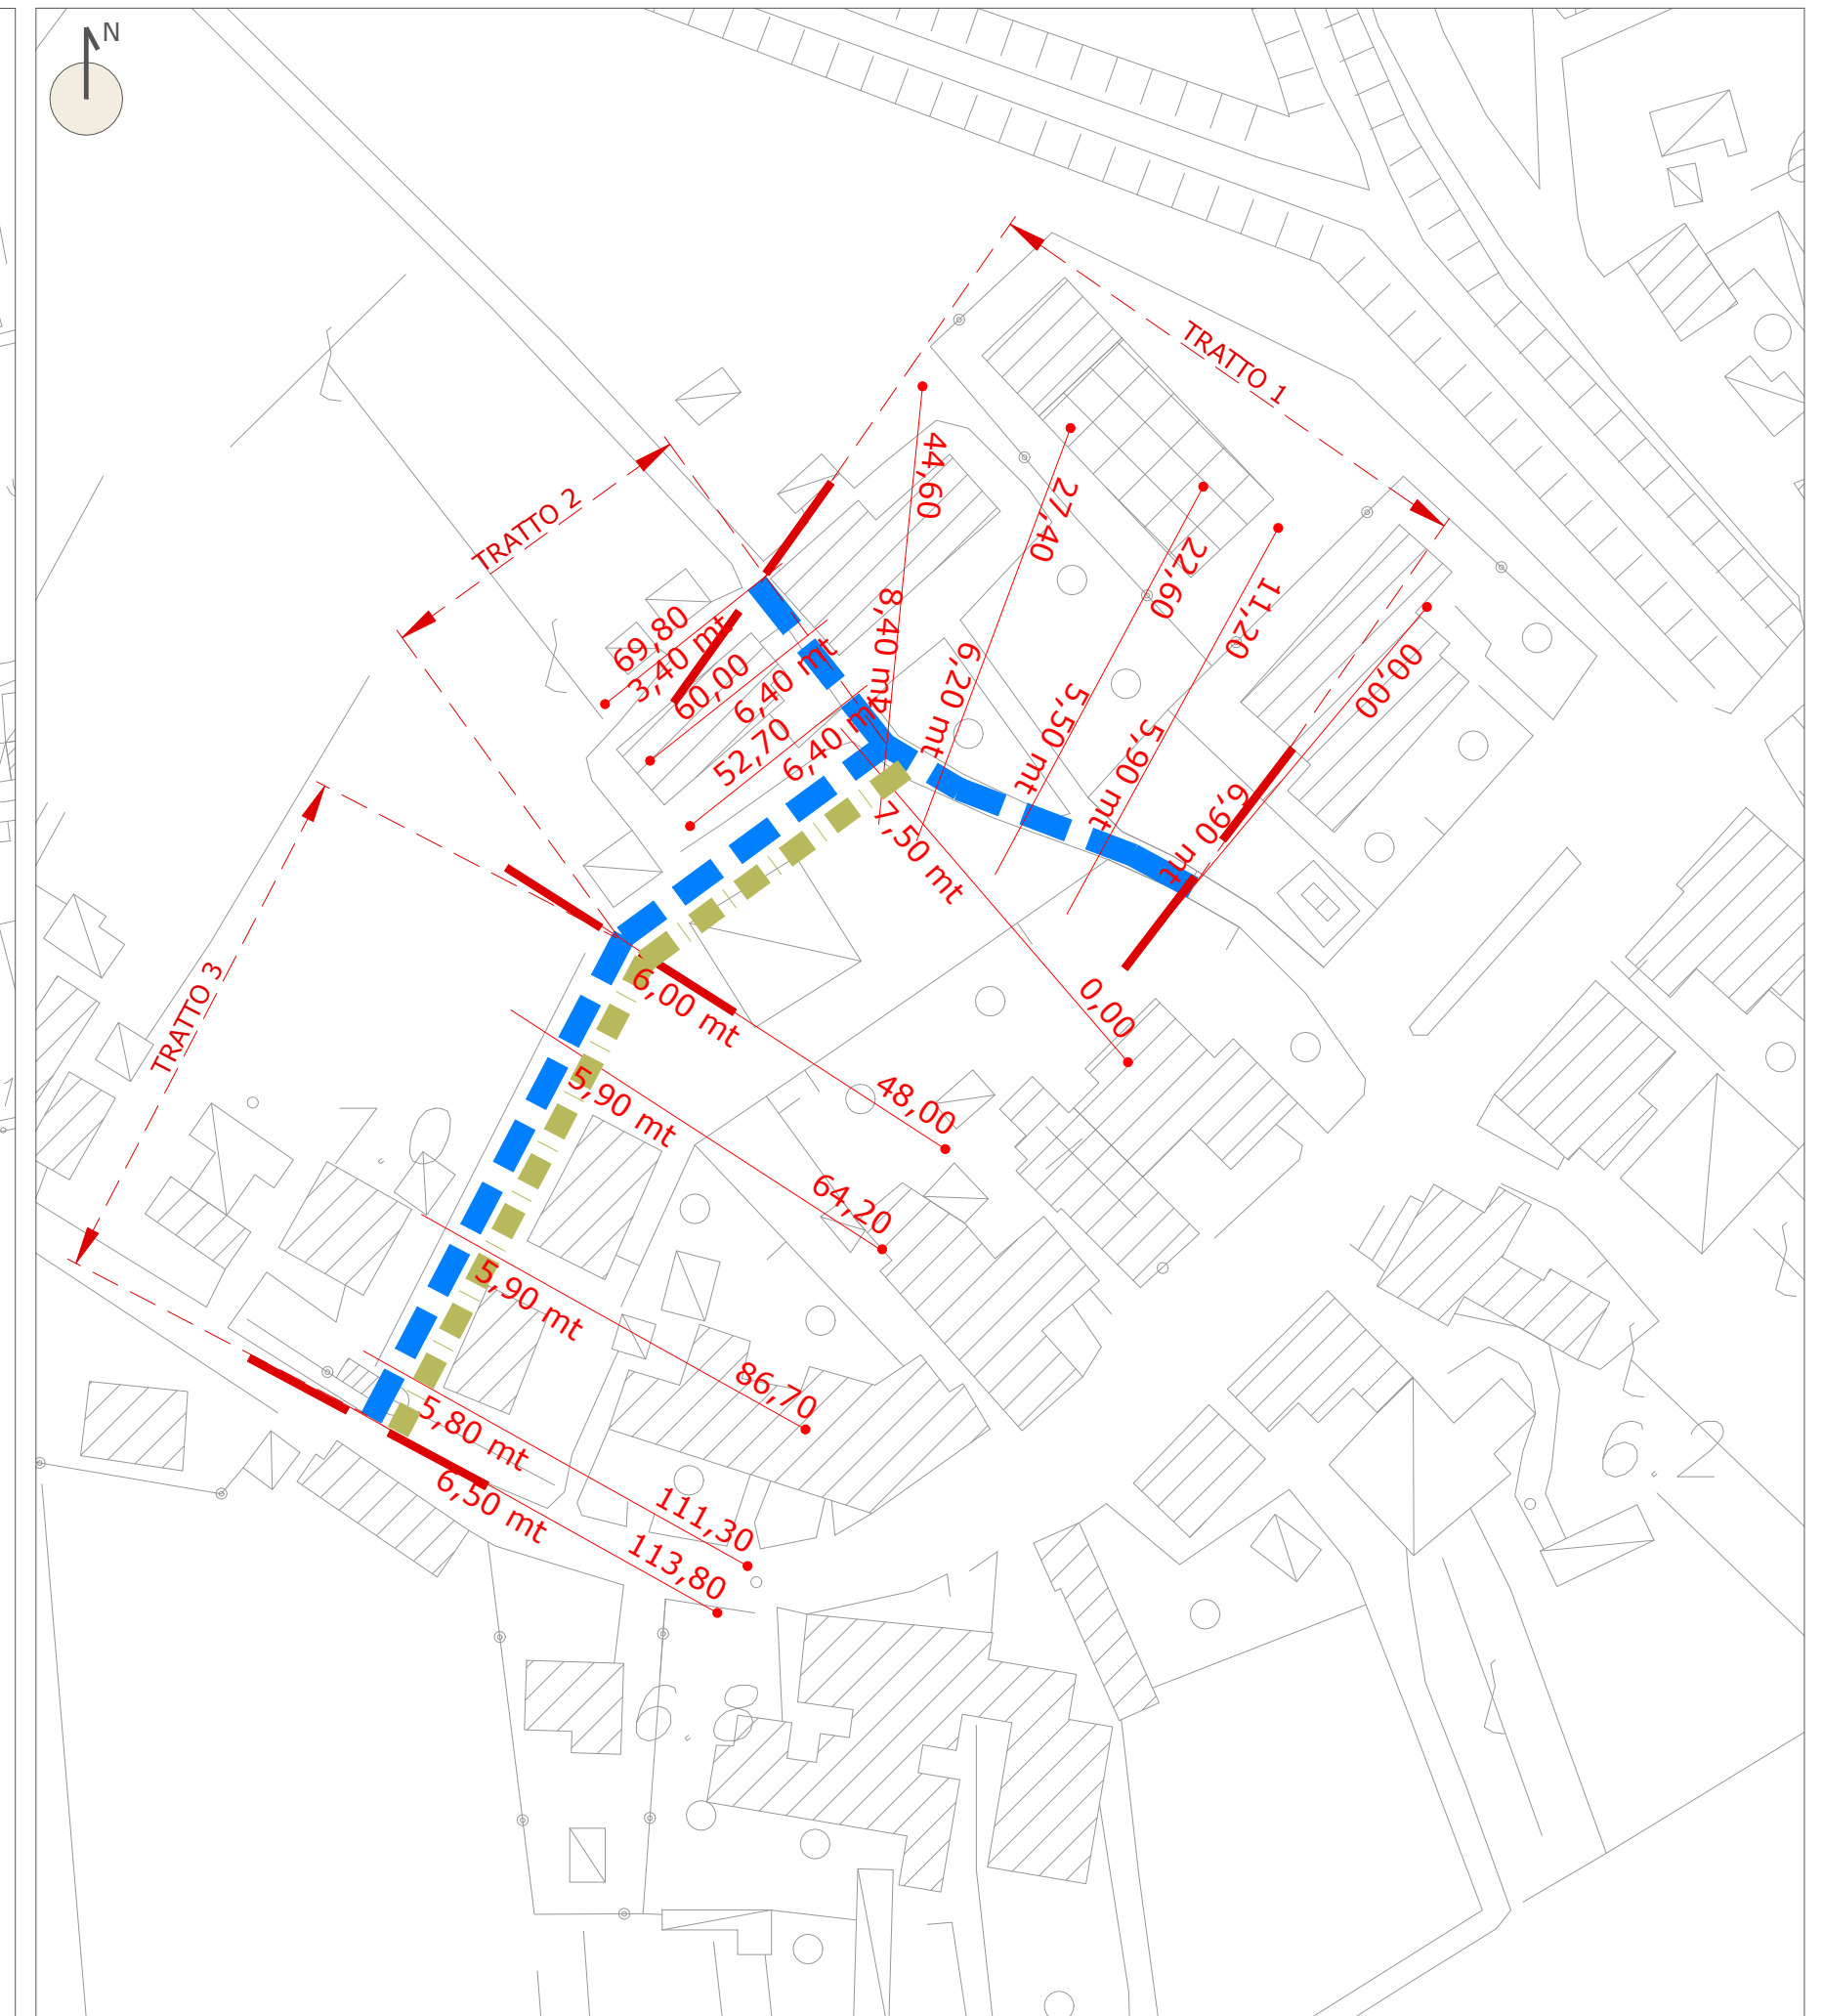 N
TRATTO 1
44,60
27,40
TRATTO 2
22,60
11,20
69,80
3,40 mt
8,40 mt
60,00
6,40 mt
6,20 mt
00,00
5,50 mt
52,70
6,40 m
5,90 mt
6,90 mt
7,50 mt
TRATTO 3
6,00 mt
0,00
5,90 mt
48,00
64,20
5,90 mt
86,70
5,80 mt
6,50 mt
111,30
113,80